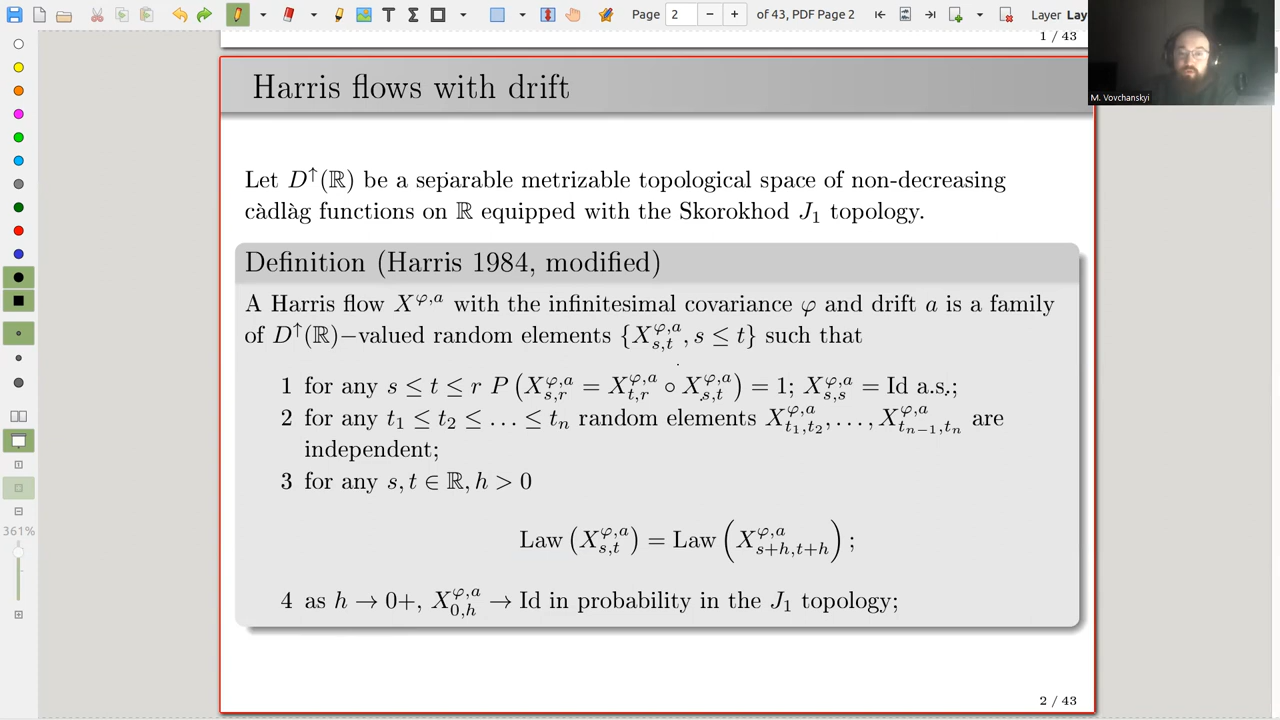 Page 2 of 43, PDF Page 2 Layer Lay
1 / 43
M. Vovchanskyi
Harris flows with drift
Let D↑(ℝ) be a separable metrizable topological space of non-decreasing
càdlàg functions on ℝ equipped with the Skorokhod J₁ topology.
Definition (Harris 1984, modified)
A Harris flow X^{φ,a} with the infinitesimal covariance φ and drift a is a family
of D↑(ℝ)−valued random elements {X^{φ,a}_{s,t}, s ≤ t} such that
1 for any s ≤ t ≤ r P(X^{φ,a}_{s,r} = X^{φ,a}_{t,r} ∘ X^{φ,a}_{s,t}) = 1; X^{φ,a}_{s,s} = Id a.s.;
2 for any t₁ ≤ t₂ ≤ … ≤ tₙ random elements X^{φ,a}_{t₁,t₂}, …, X^{φ,a}_{tₙ₋₁,tₙ} are
independent;
3 for any s, t ∈ ℝ, h > 0
Law (X^{φ,a}_{s,t}) = Law (X^{φ,a}_{s+h,t+h});
361%
4 as h → 0+, X^{φ,a}_{0,h} → Id in probability in the J₁ topology;
2 / 43